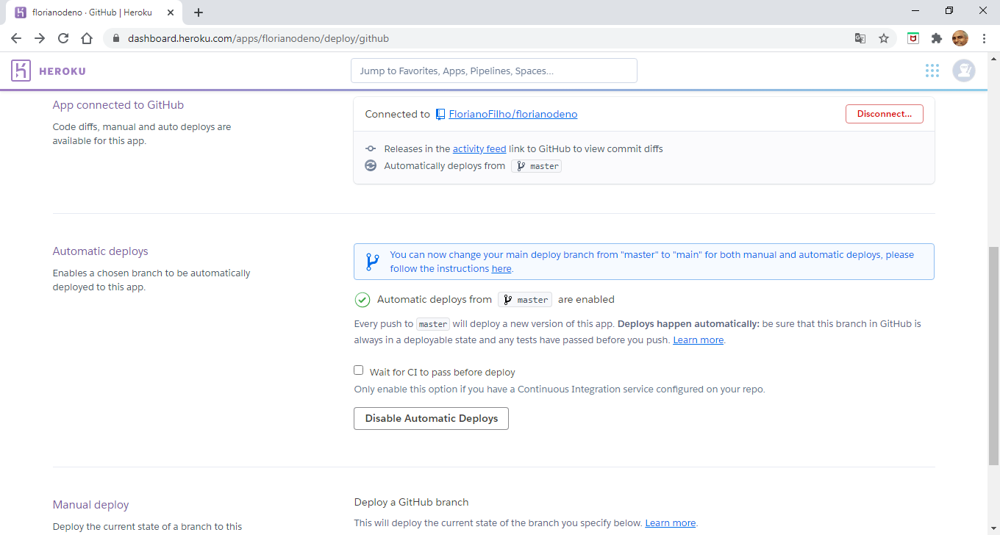 florianodeno · GitHub | Heroku
dashboard.heroku.com/apps/florianodeno/deploy/github
HEROKU
Jump to Favorites, Apps, Pipelines, Spaces...
App connected to GitHub
Code diffs, manual and auto deploys are
available for this app.
Connected to FlorianoFilho/florianodeno
Disconnect...
Releases in the activity feed link to GitHub to view commit diffs
Automatically deploys from master
Automatic deploys
Enables a chosen branch to be automatically
deployed to this app.
You can now change your main deploy branch from "master" to "main" for both manual and automatic deploys, please
follow the instructions here.
Automatic deploys from master are enabled
Every push to master will deploy a new version of this app. Deploys happen automatically: be sure that this branch in GitHub is
always in a deployable state and any tests have passed before you push. Learn more.
Wait for CI to pass before deploy
Only enable this option if you have a Continuous Integration service configured on your repo.
Disable Automatic Deploys
Manual deploy
Deploy the current state of a branch to this
Deploy a GitHub branch
This will deploy the current state of the branch you specify below. Learn more.